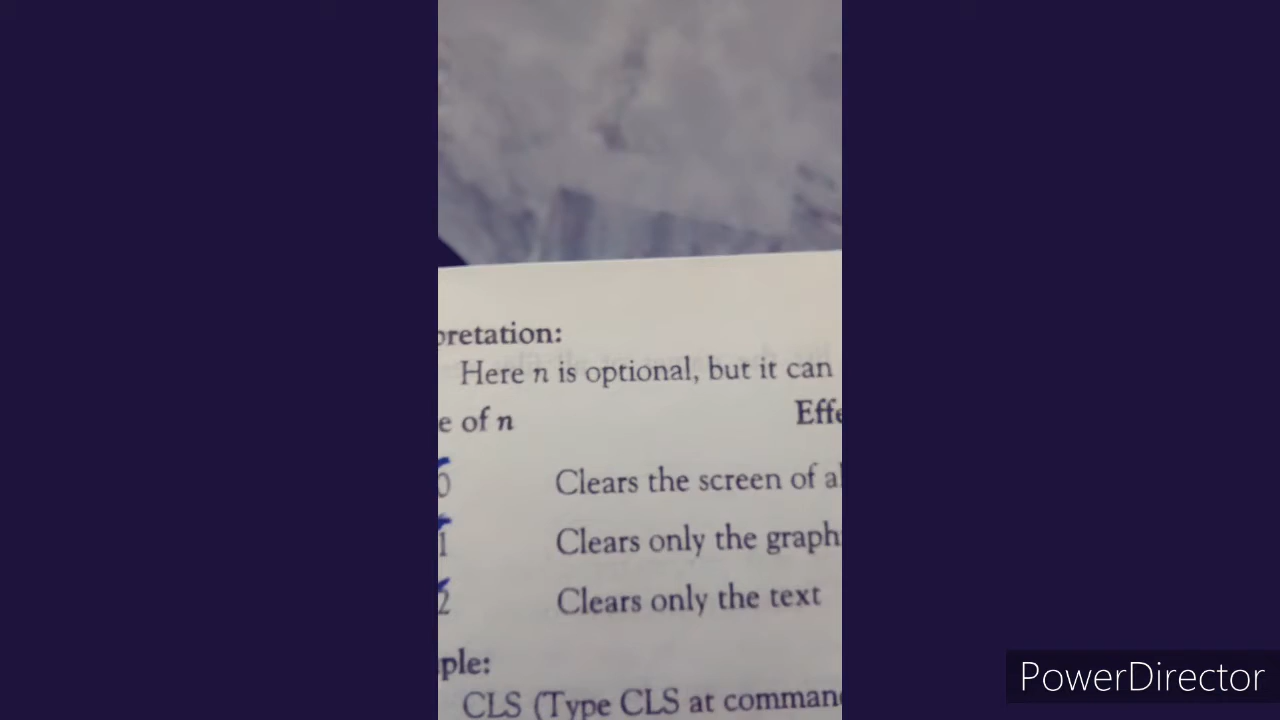 pretation:
Here n is optional, but it can
e of n Effe
0 Clears the screen of al
1 Clears only the graph
2 Clears only the text
ple:
CLS (Type CLS at comman
PowerDirector